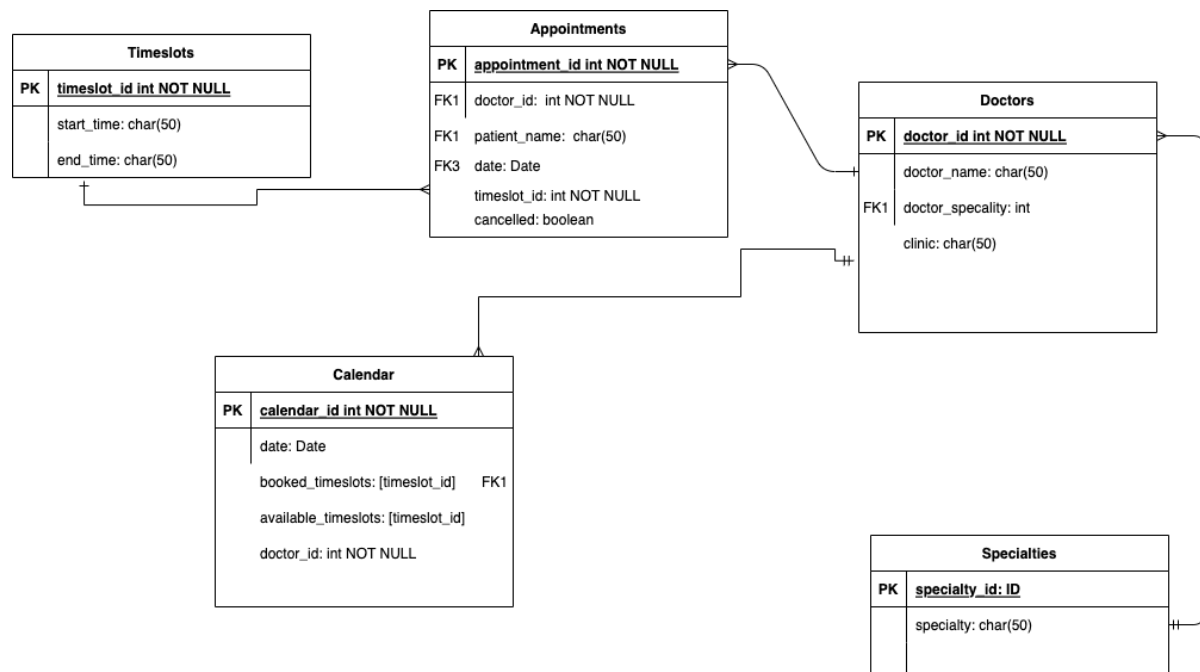 Timeslots
PK timeslot_id int NOT NULL
start_time: char(50)
end_time: char(50)
Appointments
PK appointment_id int NOT NULL
FK1 doctor_id: int NOT NULL
FK1 patient_name: char(50)
FK3 date: Date
timeslot_id: int NOT NULL
cancelled: boolean
Doctors
PK doctor_id int NOT NULL
doctor_name: char(50)
FK1 doctor_specality: int
clinic: char(50)
Calendar
PK calendar_id int NOT NULL
date: Date
booked_timeslots: [timeslot_id] FK1
available_timeslots: [timeslot_id]
doctor_id: int NOT NULL
Specialties
PK specialty_id: ID
specialty: char(50)